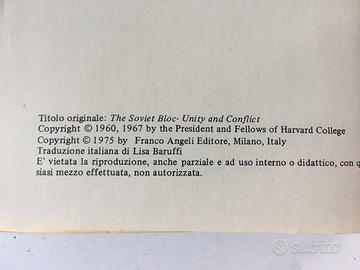 Titolo originale: The Soviet Bloc- Unity and Conflict
Copyright © 1960, 1967 by the President and Fellows of Harvard College
Copyright © 1975 by Franco Angeli Editore, Milano, Italy
Traduzione italiana di Lisa Baruffi
E' vietata la riproduzione, anche parziale e ad uso interno o didattico, con q
siasi mezzo effettuata, non autorizzata.
subito